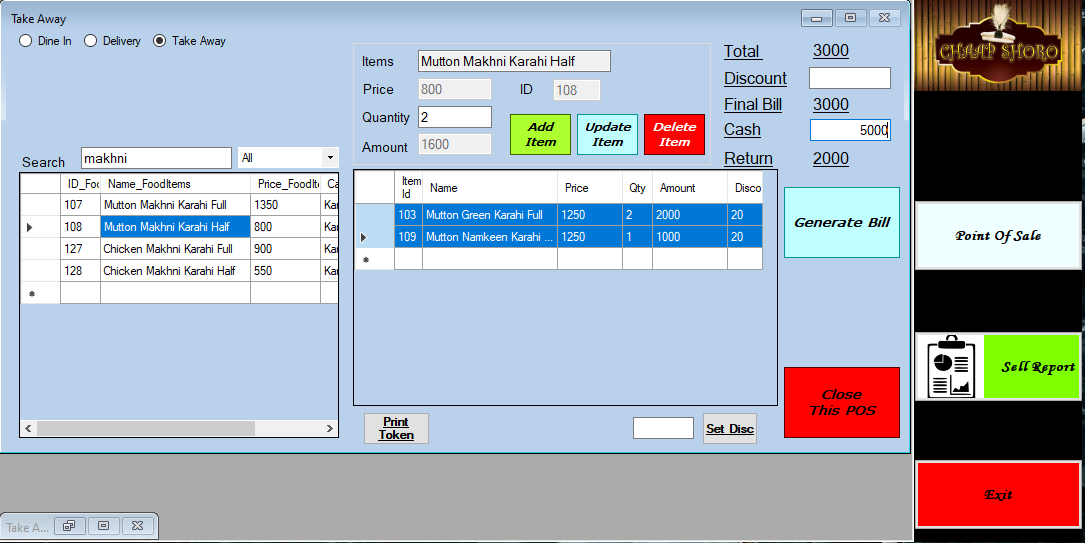 Take Away
Dine In Delivery Take Away
Search makhni All
ID_Foo Name_FoodItems Price_FoodIte Ca
107 Mutton Makhni Karahi Full 1350 Kar
108 Mutton Makhni Karahi Half 800 Kar
127 Chicken Makhni Karahi Full 900 Kar
128 Chicken Makhni Karahi Half 550 Kar
Items Mutton Makhni Karahi Half
Price 800 ID 108
Quantity 2
Amount 1600
Add
Item
Update
Item
Delete
Item
Item
Id Name Price Qty Amount Disco
103 Mutton Green Karahi Full 1250 2 2000 20
109 Mutton Namkeen Karahi ... 1250 1 1000 20
Print
Token
Set Disc
Total 3000
Discount
Final Bill 3000
Cash 5000
Return 2000
Generate Bill
Close
This POS
CHAAP SHORO
Point Of Sale
Sell Report
Exit
Take A...